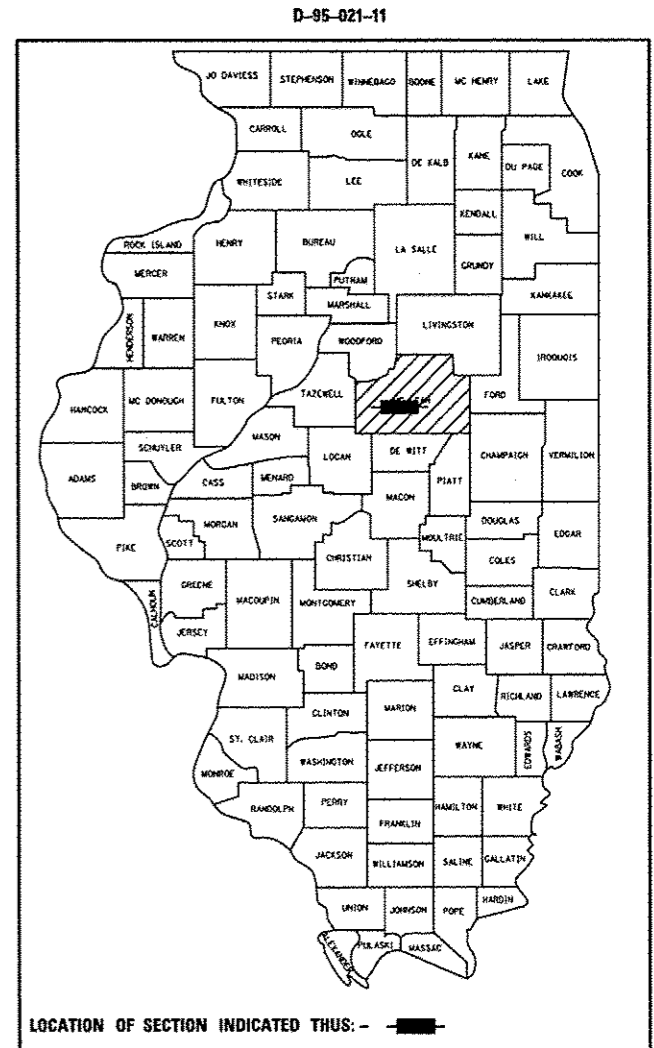 D-95-021-11
JO DAVIESS STEPHENSON WINNEBAGO BOONE MC HENRY LAKE
CARROLL OGLE KANE
DE KALB DU PAGE COOK
WHITESIDE LEE
KENDALL WILL
ROCK ISLAND HENRY BUREAU LA SALLE GRUNDY
MERCER PUTNAM KANKAKEE
STARK MARSHALL
HENDERSON WARREN KNOX PEORIA WOODFORD LIVINGSTON IROQUOIS
HANCOCK MC DONOUGH FULTON TAZEWELL FORD
MASON
SCHUYLER LOGAN DE WITT CHAMPAIGN VERMILION
ADAMS BROWN CASS MENARD MACON PIATT
MORGAN SANGAMON DOUGLAS EDGAR
PIKE SCOTT CHRISTIAN MOULTRIE COLES
GREENE SHELBY
CALHOUN MACOUPIN MONTGOMERY CUMBERLAND CLARK
JERSEY FAYETTE EFFINGHAM JASPER CRAWFORD
BOND
MADISON CLAY RICHLAND LAWRENCE
CLINTON MARION
ST. CLAIR WAYNE EDWARDS WABASH
WASHINGTON JEFFERSON
MONROE
RANDOLPH PERRY HAMILTON WHITE
FRANKLIN
JACKSON WILLIAMSON SALINE GALLATIN
HARDIN
UNION JOHNSON POPE
ALEXANDER PULASKI MASSAC
LOCATION OF SECTION INDICATED THUS: -